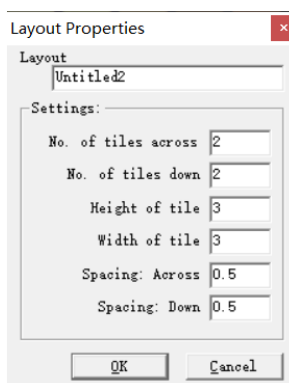 Layout Properties
×
Layout
Untitled2
Settings:
No. of tiles across 2
No. of tiles down 2
Height of tile 3
Width of tile 3
Spacing: Across 0.5
Spacing: Down 0.5
OK Cancel